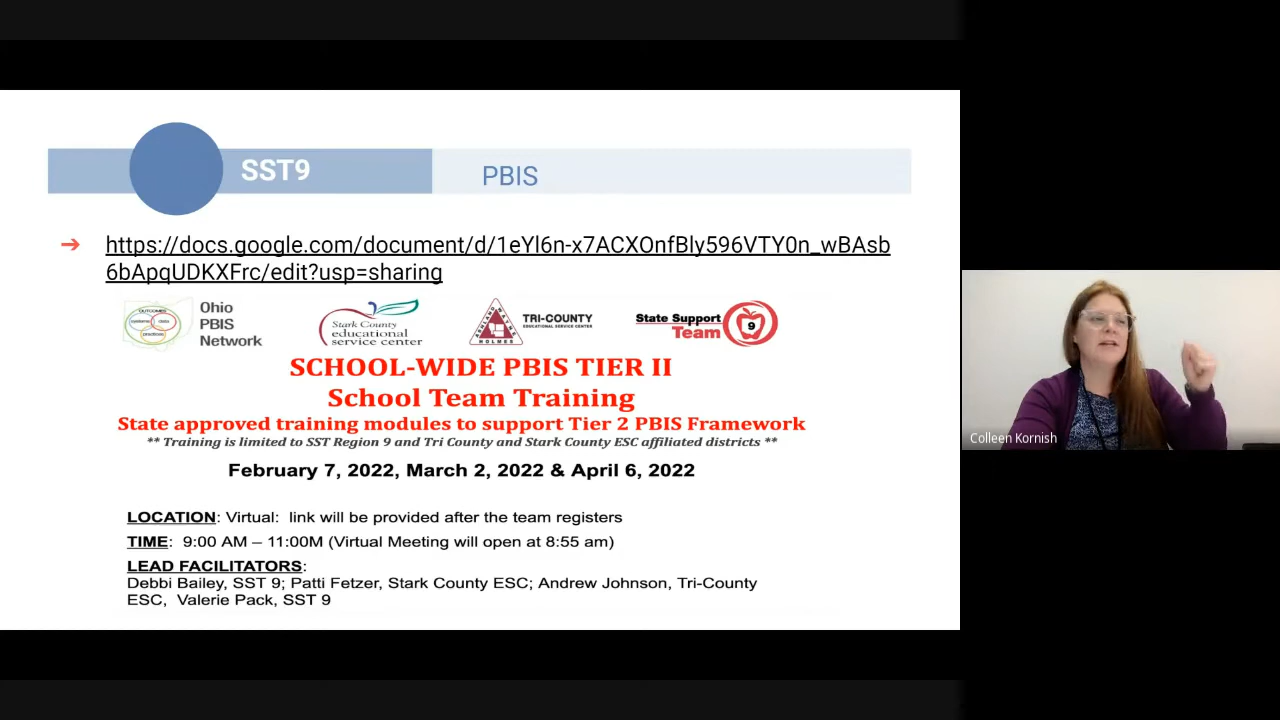 SST9
PBIS
➔ https://docs.google.com/document/d/1eYl6n-x7ACXOnfBly596VTY0n_wBAsb
6bApqUDKXFrc/edit?usp=sharing
OUTCOMES
Ohio
PBIS
Network
Stark County
educational
service center
HOLMES
TRI-COUNTY
EDUCATIONAL SERVICE CENTER
State Support
Team
9
SCHOOL-WIDE PBIS TIER II
School Team Training
State approved training modules to support Tier 2 PBIS Framework
** Training is limited to SST Region 9 and Tri County and Stark County ESC affiliated districts **
February 7, 2022, March 2, 2022 & April 6, 2022
LOCATION: Virtual: link will be provided after the team registers
TIME: 9:00 AM – 11:00M (Virtual Meeting will open at 8:55 am)
LEAD FACILITATORS:
Debbi Bailey, SST 9; Patti Fetzer, Stark County ESC; Andrew Johnson, Tri-County
ESC, Valerie Pack, SST 9
Colleen Kornish